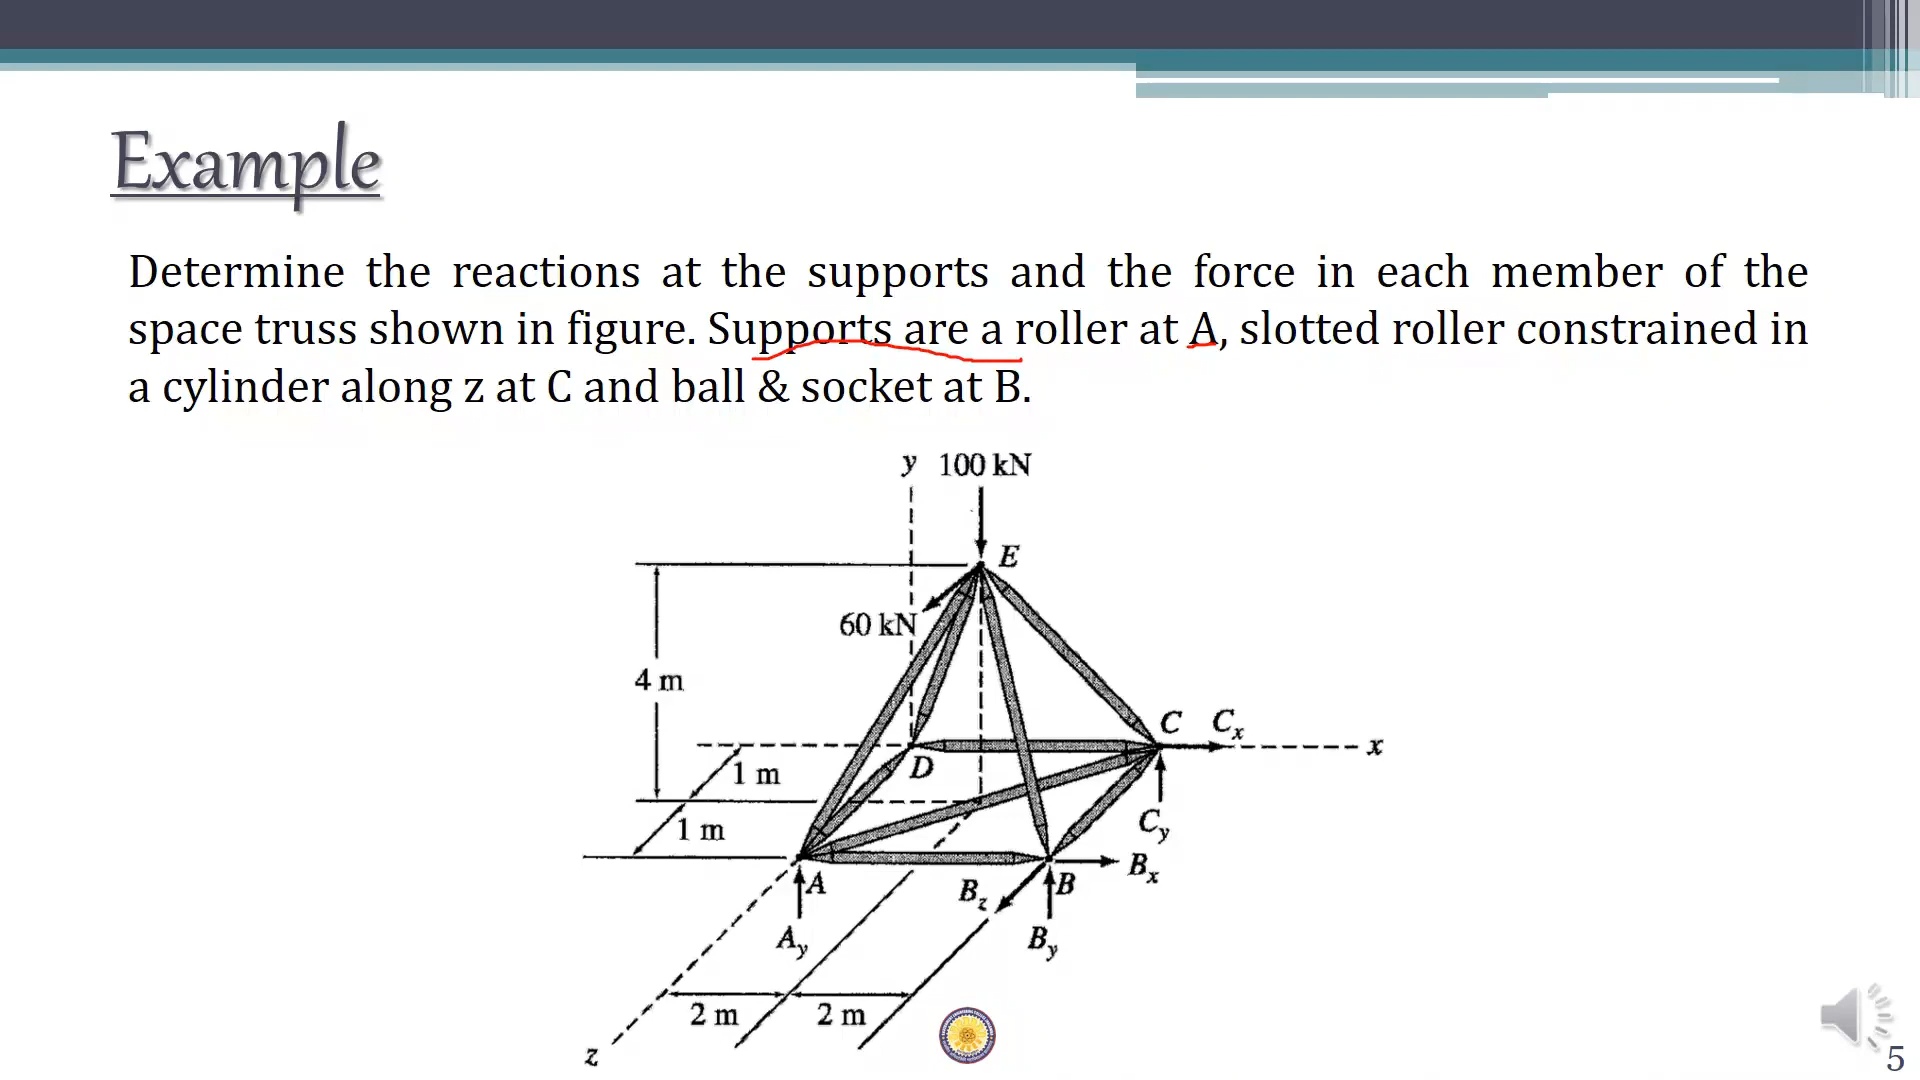 Example
Determine the reactions at the supports and the force in each member of the
space truss shown in figure. Supports are a roller at A, slotted roller constrained in
a cylinder along z at C and ball & socket at B.
y 100 kN
E
60 kN
4 m
C Cx
x
D
1 m
Cy
1 m
Bx
A
Bz
B
Ay
By
2 m
2 m
z
5